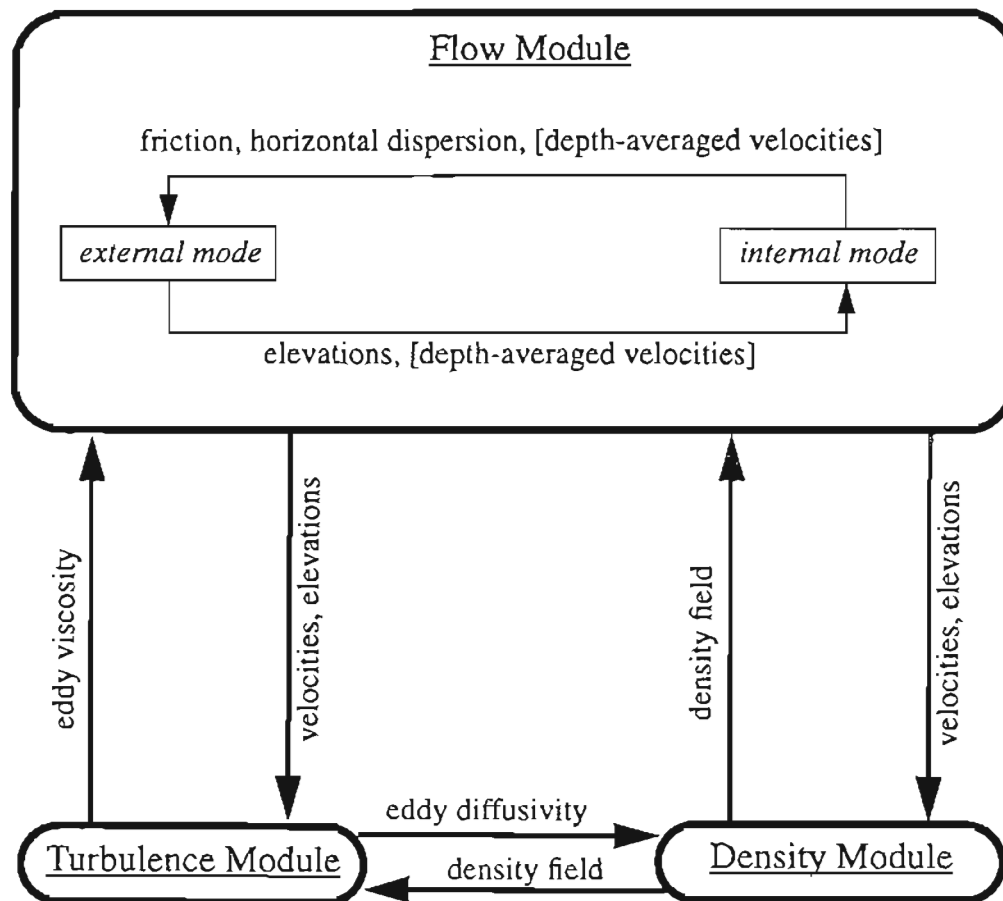 Flow Module
friction, horizontal dispersion, [depth-averaged velocities]
external mode
internal mode
elevations, [depth-averaged velocities]
eddy viscosity
velocities, elevations
density field
velocities, elevations
eddy diffusivity
Turbulence Module
Density Module
density field